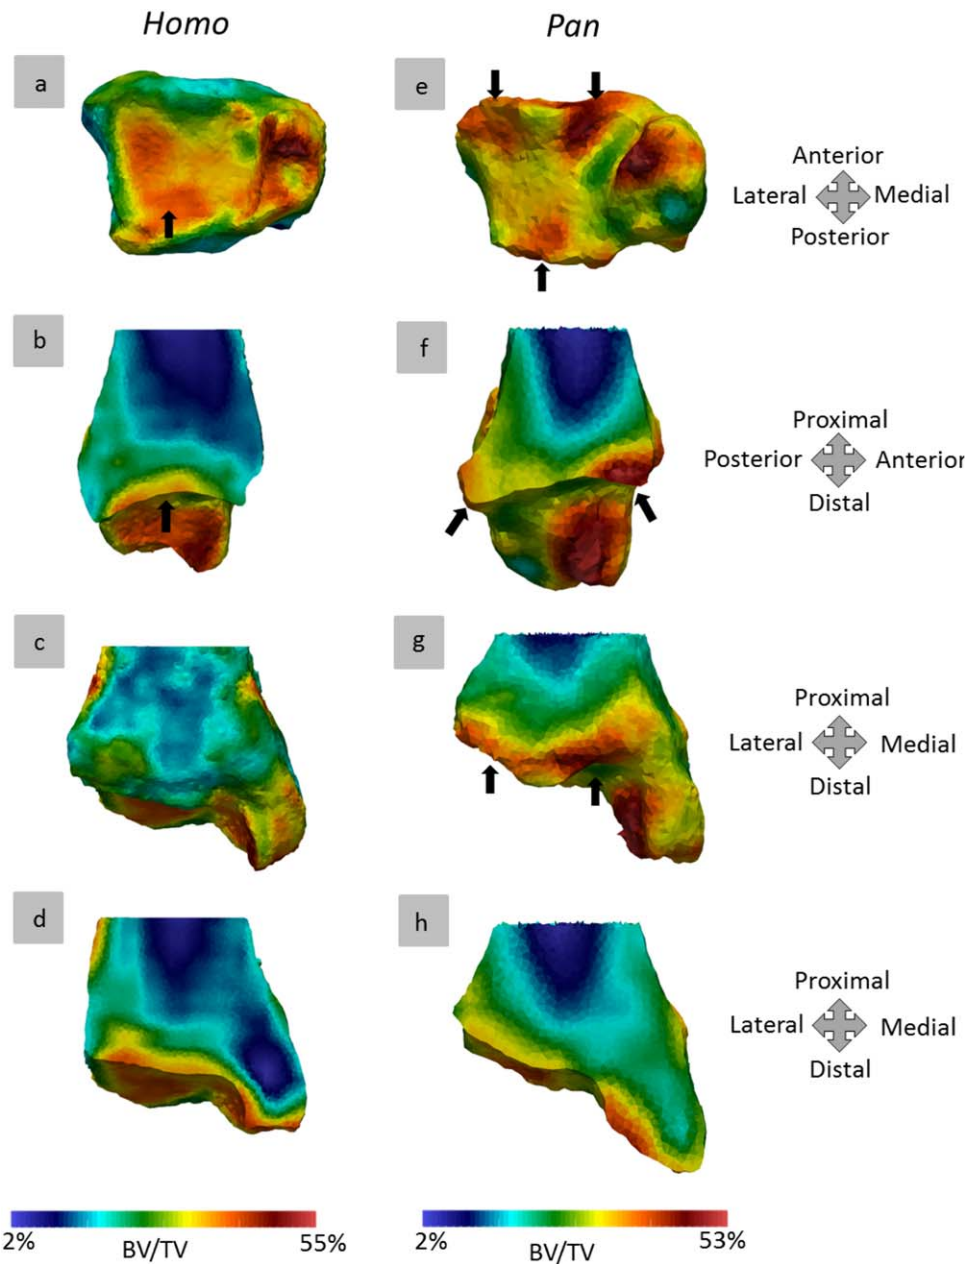 Homo
Pan
a
e
Anterior
Lateral
Medial
Posterior
b
f
Proximal
Posterior
Anterior
Distal
c
g
Proximal
Lateral
Medial
Distal
d
h
Proximal
Lateral
Medial
Distal
2%
BV/TV
55%
2%
BV/TV
53%